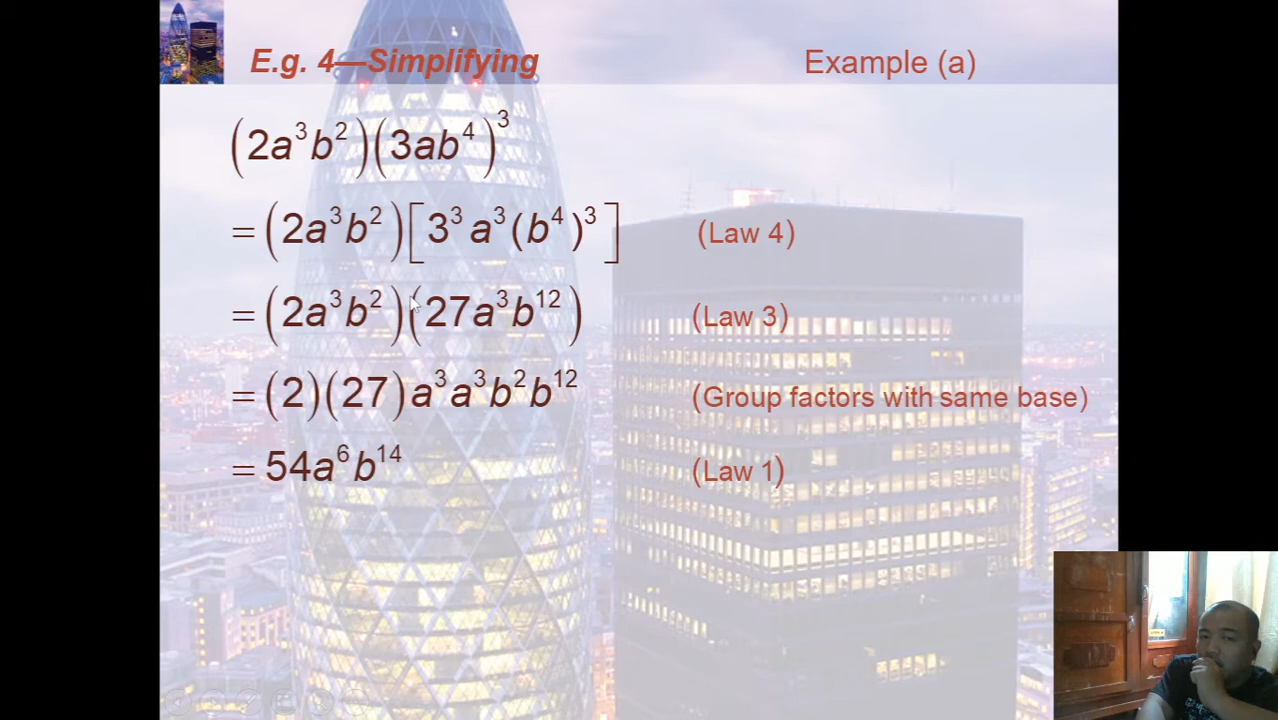 E.g. 4—Simplifying Example (a)
(2a³b²)(3ab⁴)³
= (2a³b²)[3³a³(b⁴)³] (Law 4)
= (2a³b²)(27a³b¹²) (Law 3)
= (2)(27)a³a³b²b¹² (Group factors with same base)
= 54a⁶b¹⁴ (Law 1)